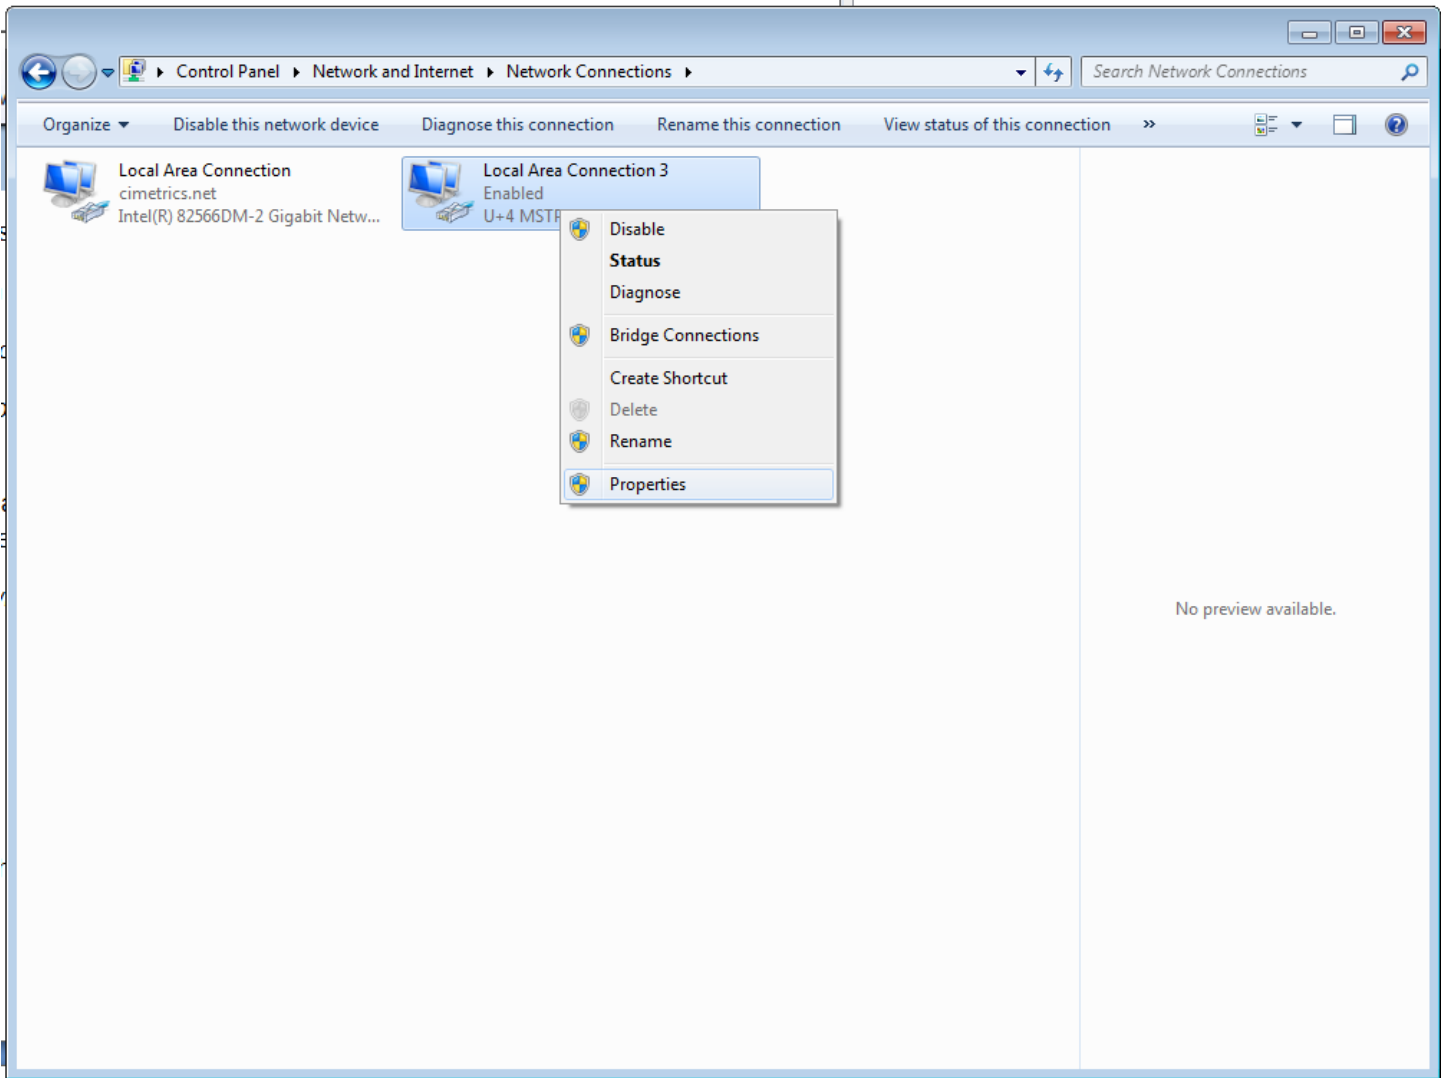 Control Panel Network and Internet Network Connections
Search Network Connections
Organize Disable this network device Diagnose this connection Rename this connection View status of this connection »
Local Area Connection
cimetrics.net
Intel(R) 82566DM-2 Gigabit Netw...
Local Area Connection 3
Enabled
U+4
Disable
Status
Diagnose
Bridge Connections
Create Shortcut
Delete
Rename
Properties
No preview available.